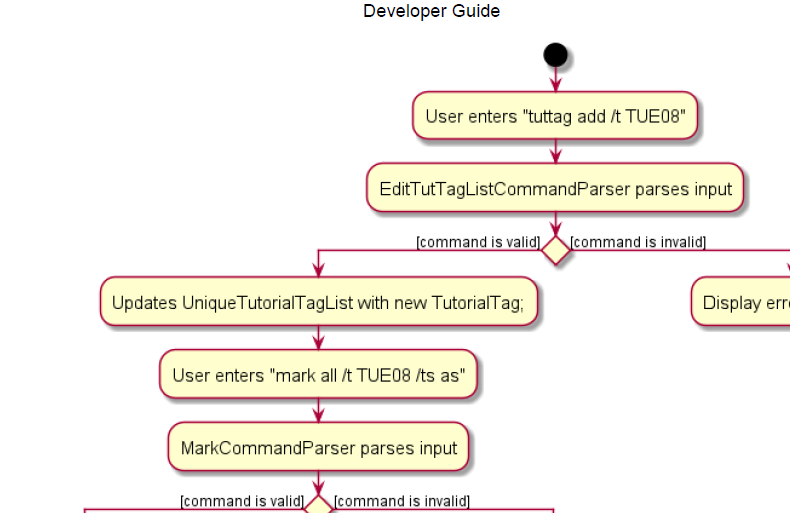 Developer Guide
User enters "tuttag add /t TUE08"
EditTutTagListCommandParser parses input
[command is valid]
[command is invalid]
Updates UniqueTutorialTagList with new TutorialTag;
Display
User enters "mark all /t TUE08 /ts as"
MarkCommandParser parses input
[command is valid]
[command is invalid]